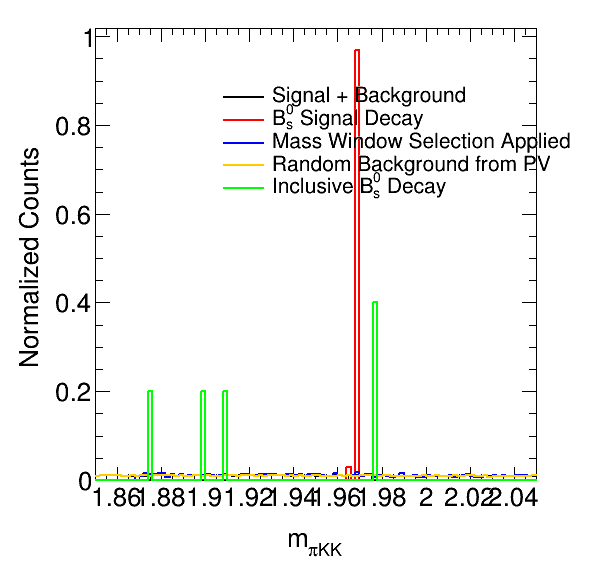 1
0.8
0.6
0.4
0.2
0
Normalized Counts
Signal + Background
B_s^0 Signal Decay
Mass Window Selection Applied
Random Background from PV
Inclusive B_s^0 Decay
1.86 1.88 1.9 1.92 1.94 1.96 1.98 2 2.02 2.04
m_πKK